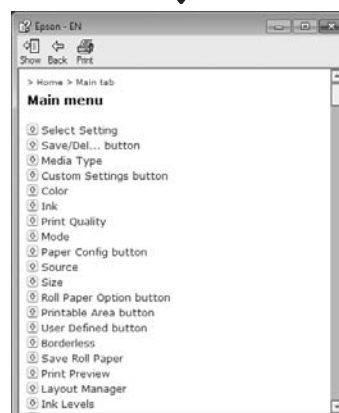 Epson - EN
Show Back Print
> Home > Main tab
Main menu
Select Setting
Save/Del... button
Media Type
Custom Settings button
Color
Ink
Print Quality
Mode
Paper Config button
Source
Size
Roll Paper Option button
Printable Area button
User Defined button
Borderless
Save Roll Paper
Print Preview
Layout Manager
Ink Levels